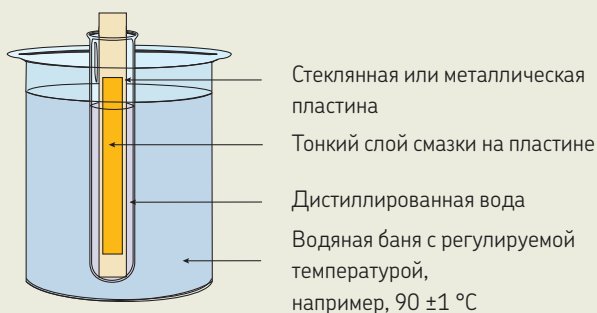 Стеклянная или металлическая
пластина
Тонкий слой смазки на пластине
Дистиллированная вода
Водяная баня с регулируемой
температурой,
например, 90 ±1 °C